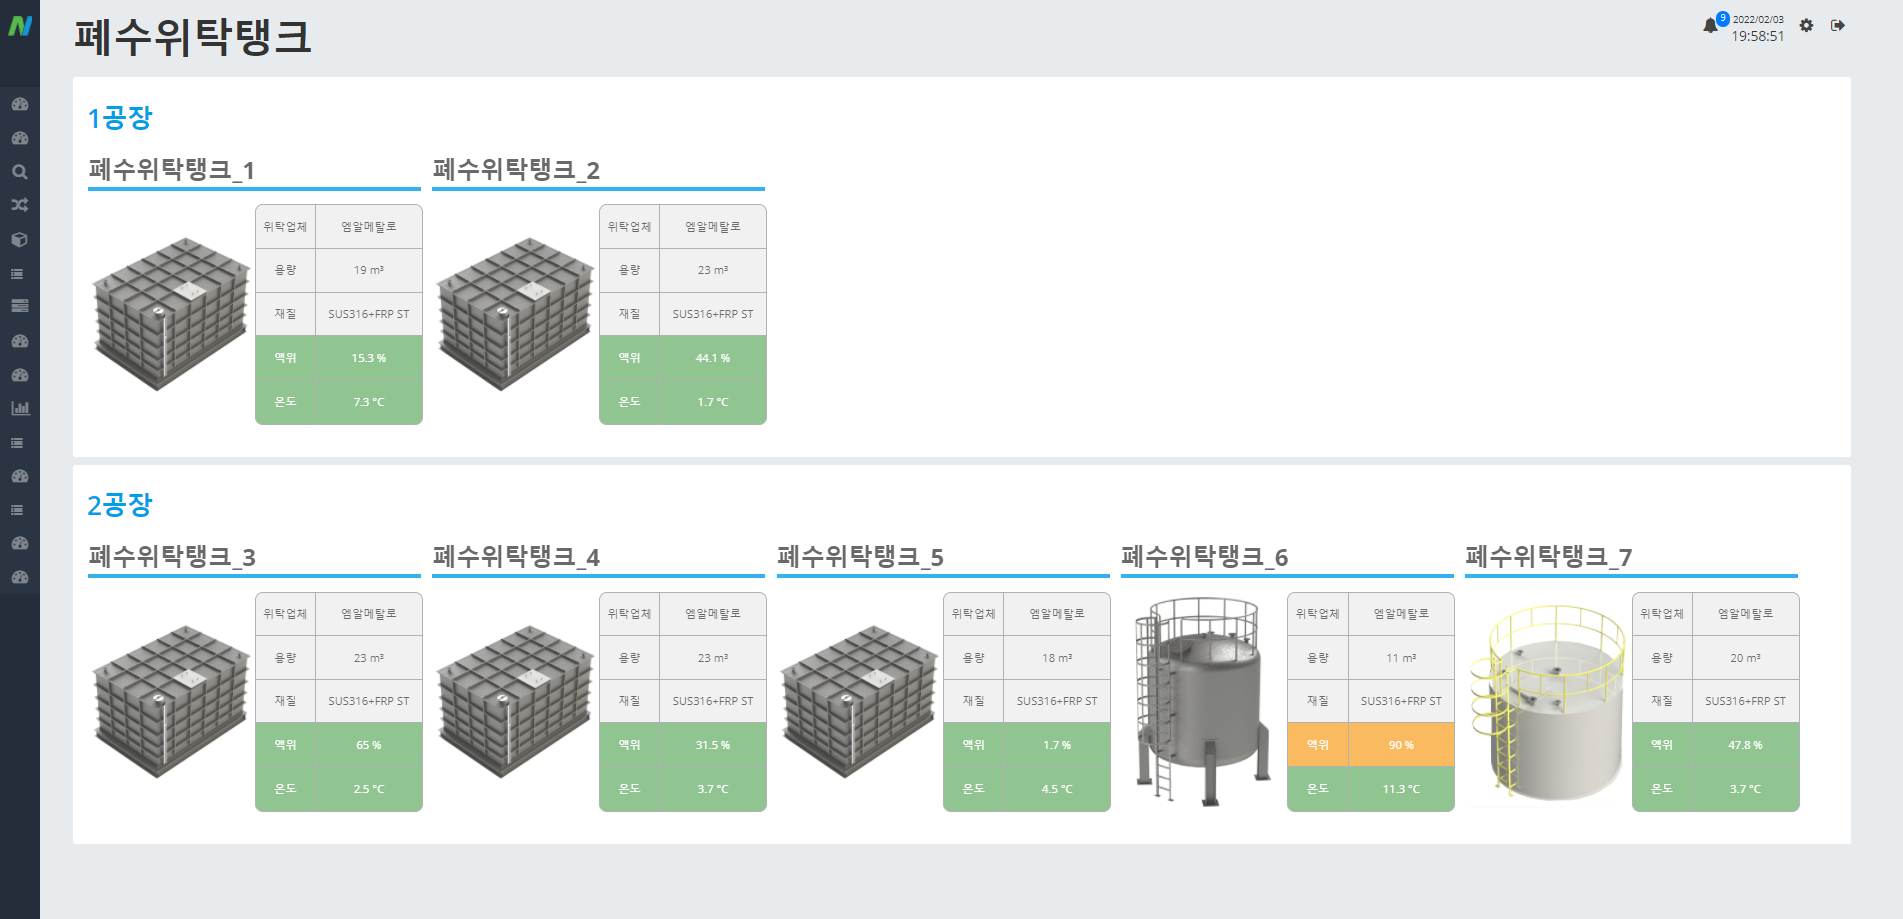 폐수위탁탱크
9
2022/02/03
19:58:51
1공장
폐수위탁탱크_1
위탁업체 엠알메탈로
용량 19 m³
재질 SUS316+FRP ST
액위 15.3 %
온도 7.3 °C
폐수위탁탱크_2
위탁업체 엠알메탈로
용량 23 m³
재질 SUS316+FRP ST
액위 44.1 %
온도 1.7 °C
2공장
폐수위탁탱크_3
위탁업체 엠알메탈로
용량 23 m³
재질 SUS316+FRP ST
액위 65 %
온도 2.5 °C
폐수위탁탱크_4
위탁업체 엠알메탈로
용량 23 m³
재질 SUS316+FRP ST
액위 31.5 %
온도 3.7 °C
폐수위탁탱크_5
위탁업체 엠알메탈로
용량 18 m³
재질 SUS316+FRP ST
액위 1.7 %
온도 4.5 °C
폐수위탁탱크_6
위탁업체 엠알메탈로
용량 11 m³
재질 SUS316+FRP ST
액위 90 %
온도 11.3 °C
폐수위탁탱크_7
위탁업체 엠알메탈로
용량 20 m³
재질 SUS316+FRP ST
액위 47.8 %
온도 3.7 °C